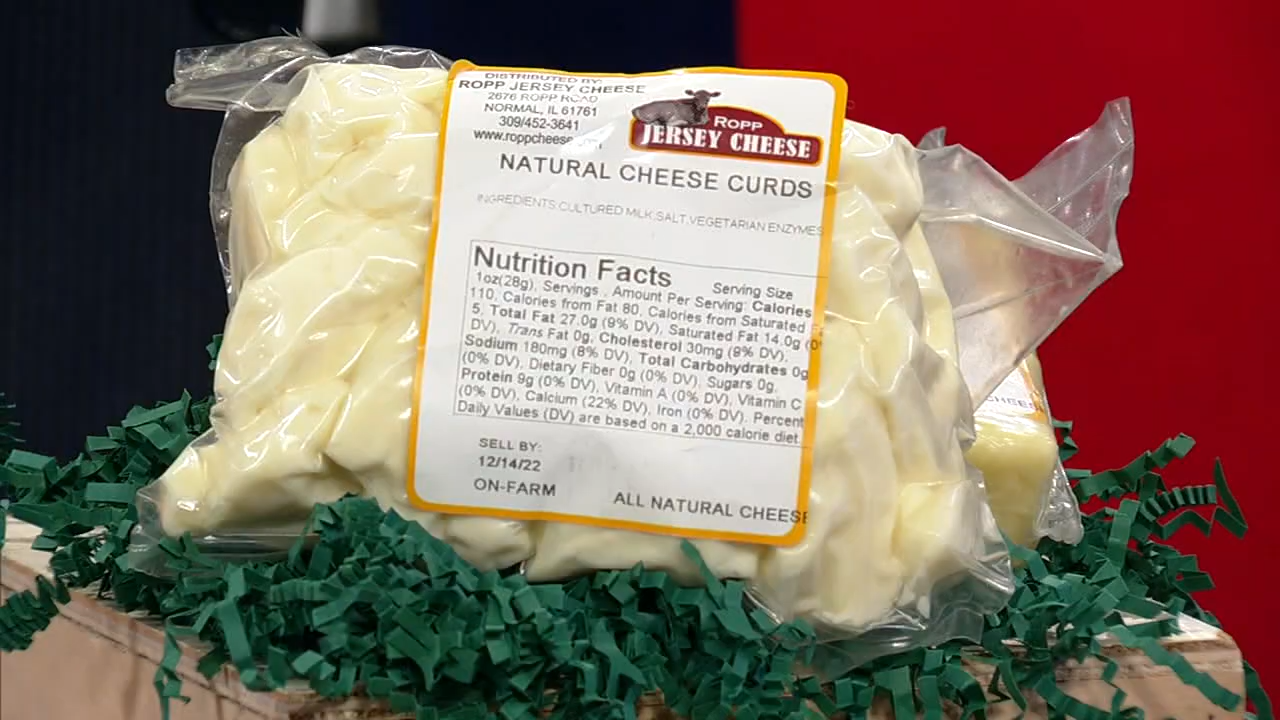 DISTRIBUTED BY:
ROPP JERSEY CHEESE
2676 ROPP ROAD
NORMAL, IL 61761
309/452-3641
www.roppcheese.com
ROPP
JERSEY CHEESE
NATURAL CHEESE CURDS
INGREDIENTS:CULTURED MILK,SALT,VEGETARIAN ENZYMES
Nutrition Facts Serving Size
1oz(28g), Servings , Amount Per Serving: Calories
110, Calories from Fat 80, Calories from Saturated
5, Total Fat 27.0g (9% DV), Saturated Fat 14.0g (0%
DV), Trans Fat 0g, Cholesterol 30mg (9% DV),
Sodium 180mg (8% DV), Total Carbohydrates 0g
(0% DV), Dietary Fiber 0g (0% DV), Sugars 0g,
Protein 9g (0% DV), Vitamin A (0% DV), Vitamin C
(0% DV), Calcium (22% DV), Iron (0% DV). Percent
Daily Values (DV) are based on a 2,000 calorie diet.
SELL BY:
12/14/22
ON-FARM
ALL NATURAL CHEESE
CHEES